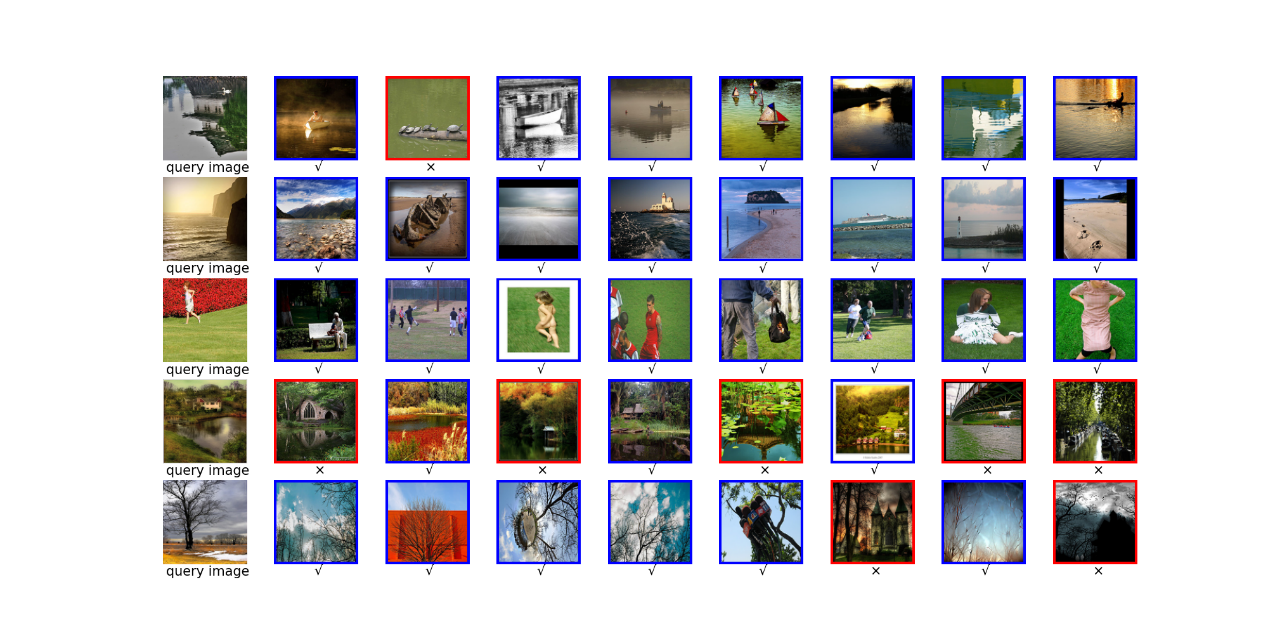 query image √ × √ √ √ √ √ √
query image √ √ √ √ √ √ √ √
query image √ √ √ √ √ √ √ √
query image × √ × √ × √ × ×
query image √ √ √ √ √ × √ ×